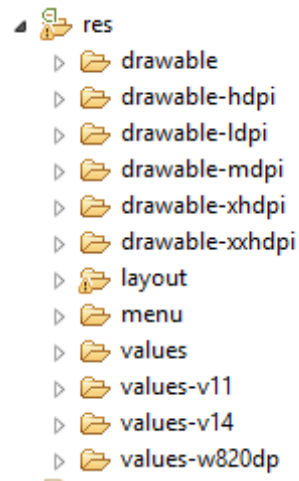 res
drawable
drawable-hdpi
drawable-ldpi
drawable-mdpi
drawable-xhdpi
drawable-xxhdpi
layout
menu
values
values-v11
values-v14
values-w820dp